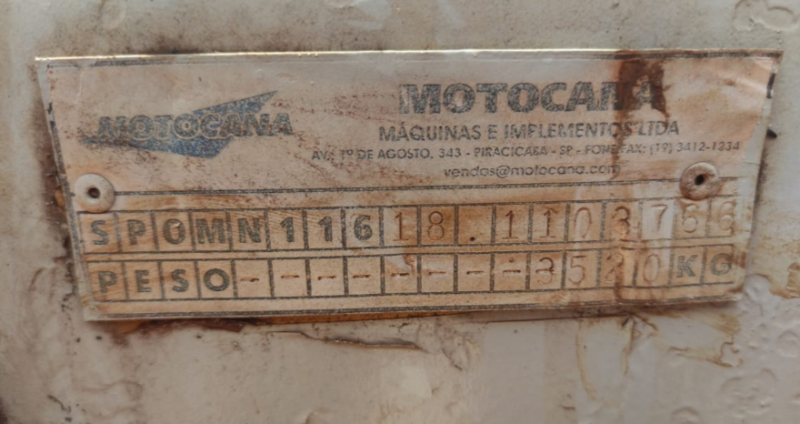 MOTOCANA
MOTOCANA
MÁQUINAS E IMPLEMENTOS LTDA
AV. 1º DE AGOSTO, 343 - PIRACICABA - SP - FONE/FAX: (19) 3412-1234
vendas@motocana.com
SPOMN11618.1103766
PESO--------3520KG